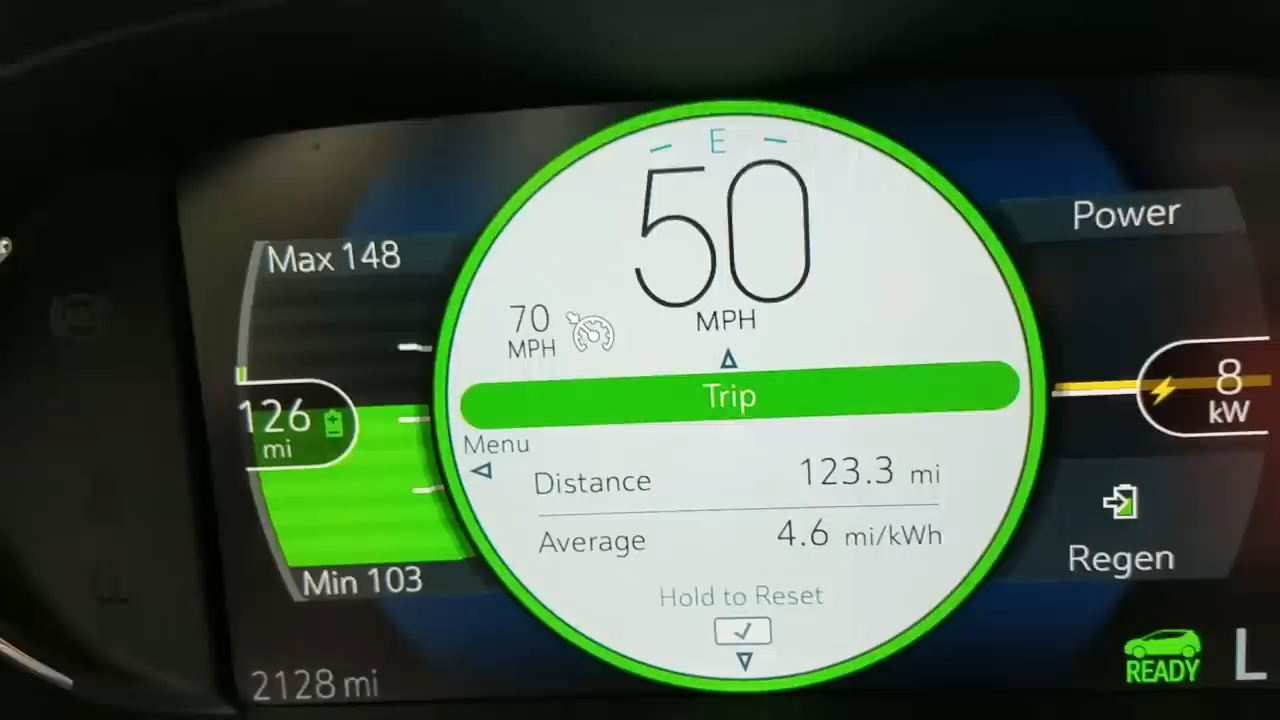 E
50
MPH
70
MPH
Max 148
126
mi
Min 103
2128 mi
Trip
Menu
Distance 123.3 mi
Average 4.6 mi/kWh
Hold to Reset
Power
8
kW
Regen
READY
L